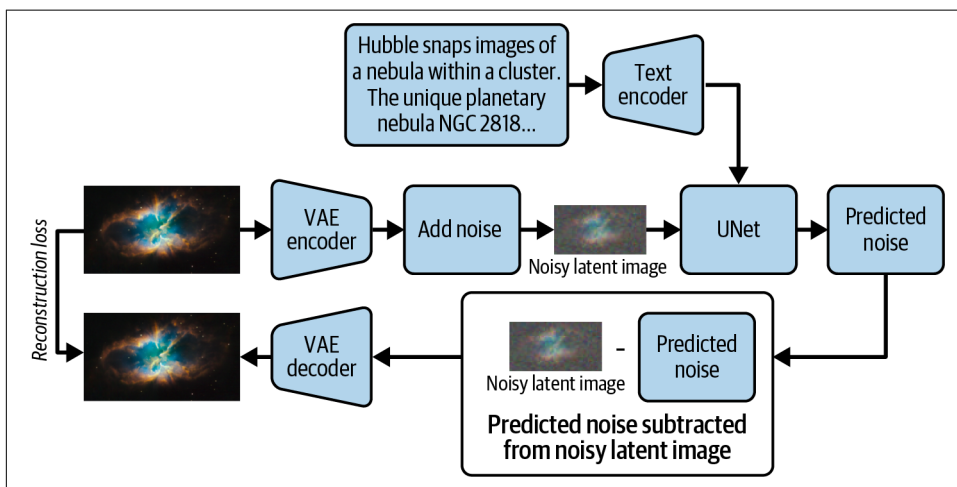 Hubble snaps images of
a nebula within a cluster.
The unique planetary
nebula NGC 2818...
Text
encoder
Reconstruction loss
VAE
encoder
Add noise
Noisy latent image
UNet
Predicted
noise
VAE
decoder
Noisy latent image
-
Predicted
noise
Predicted noise subtracted
from noisy latent image